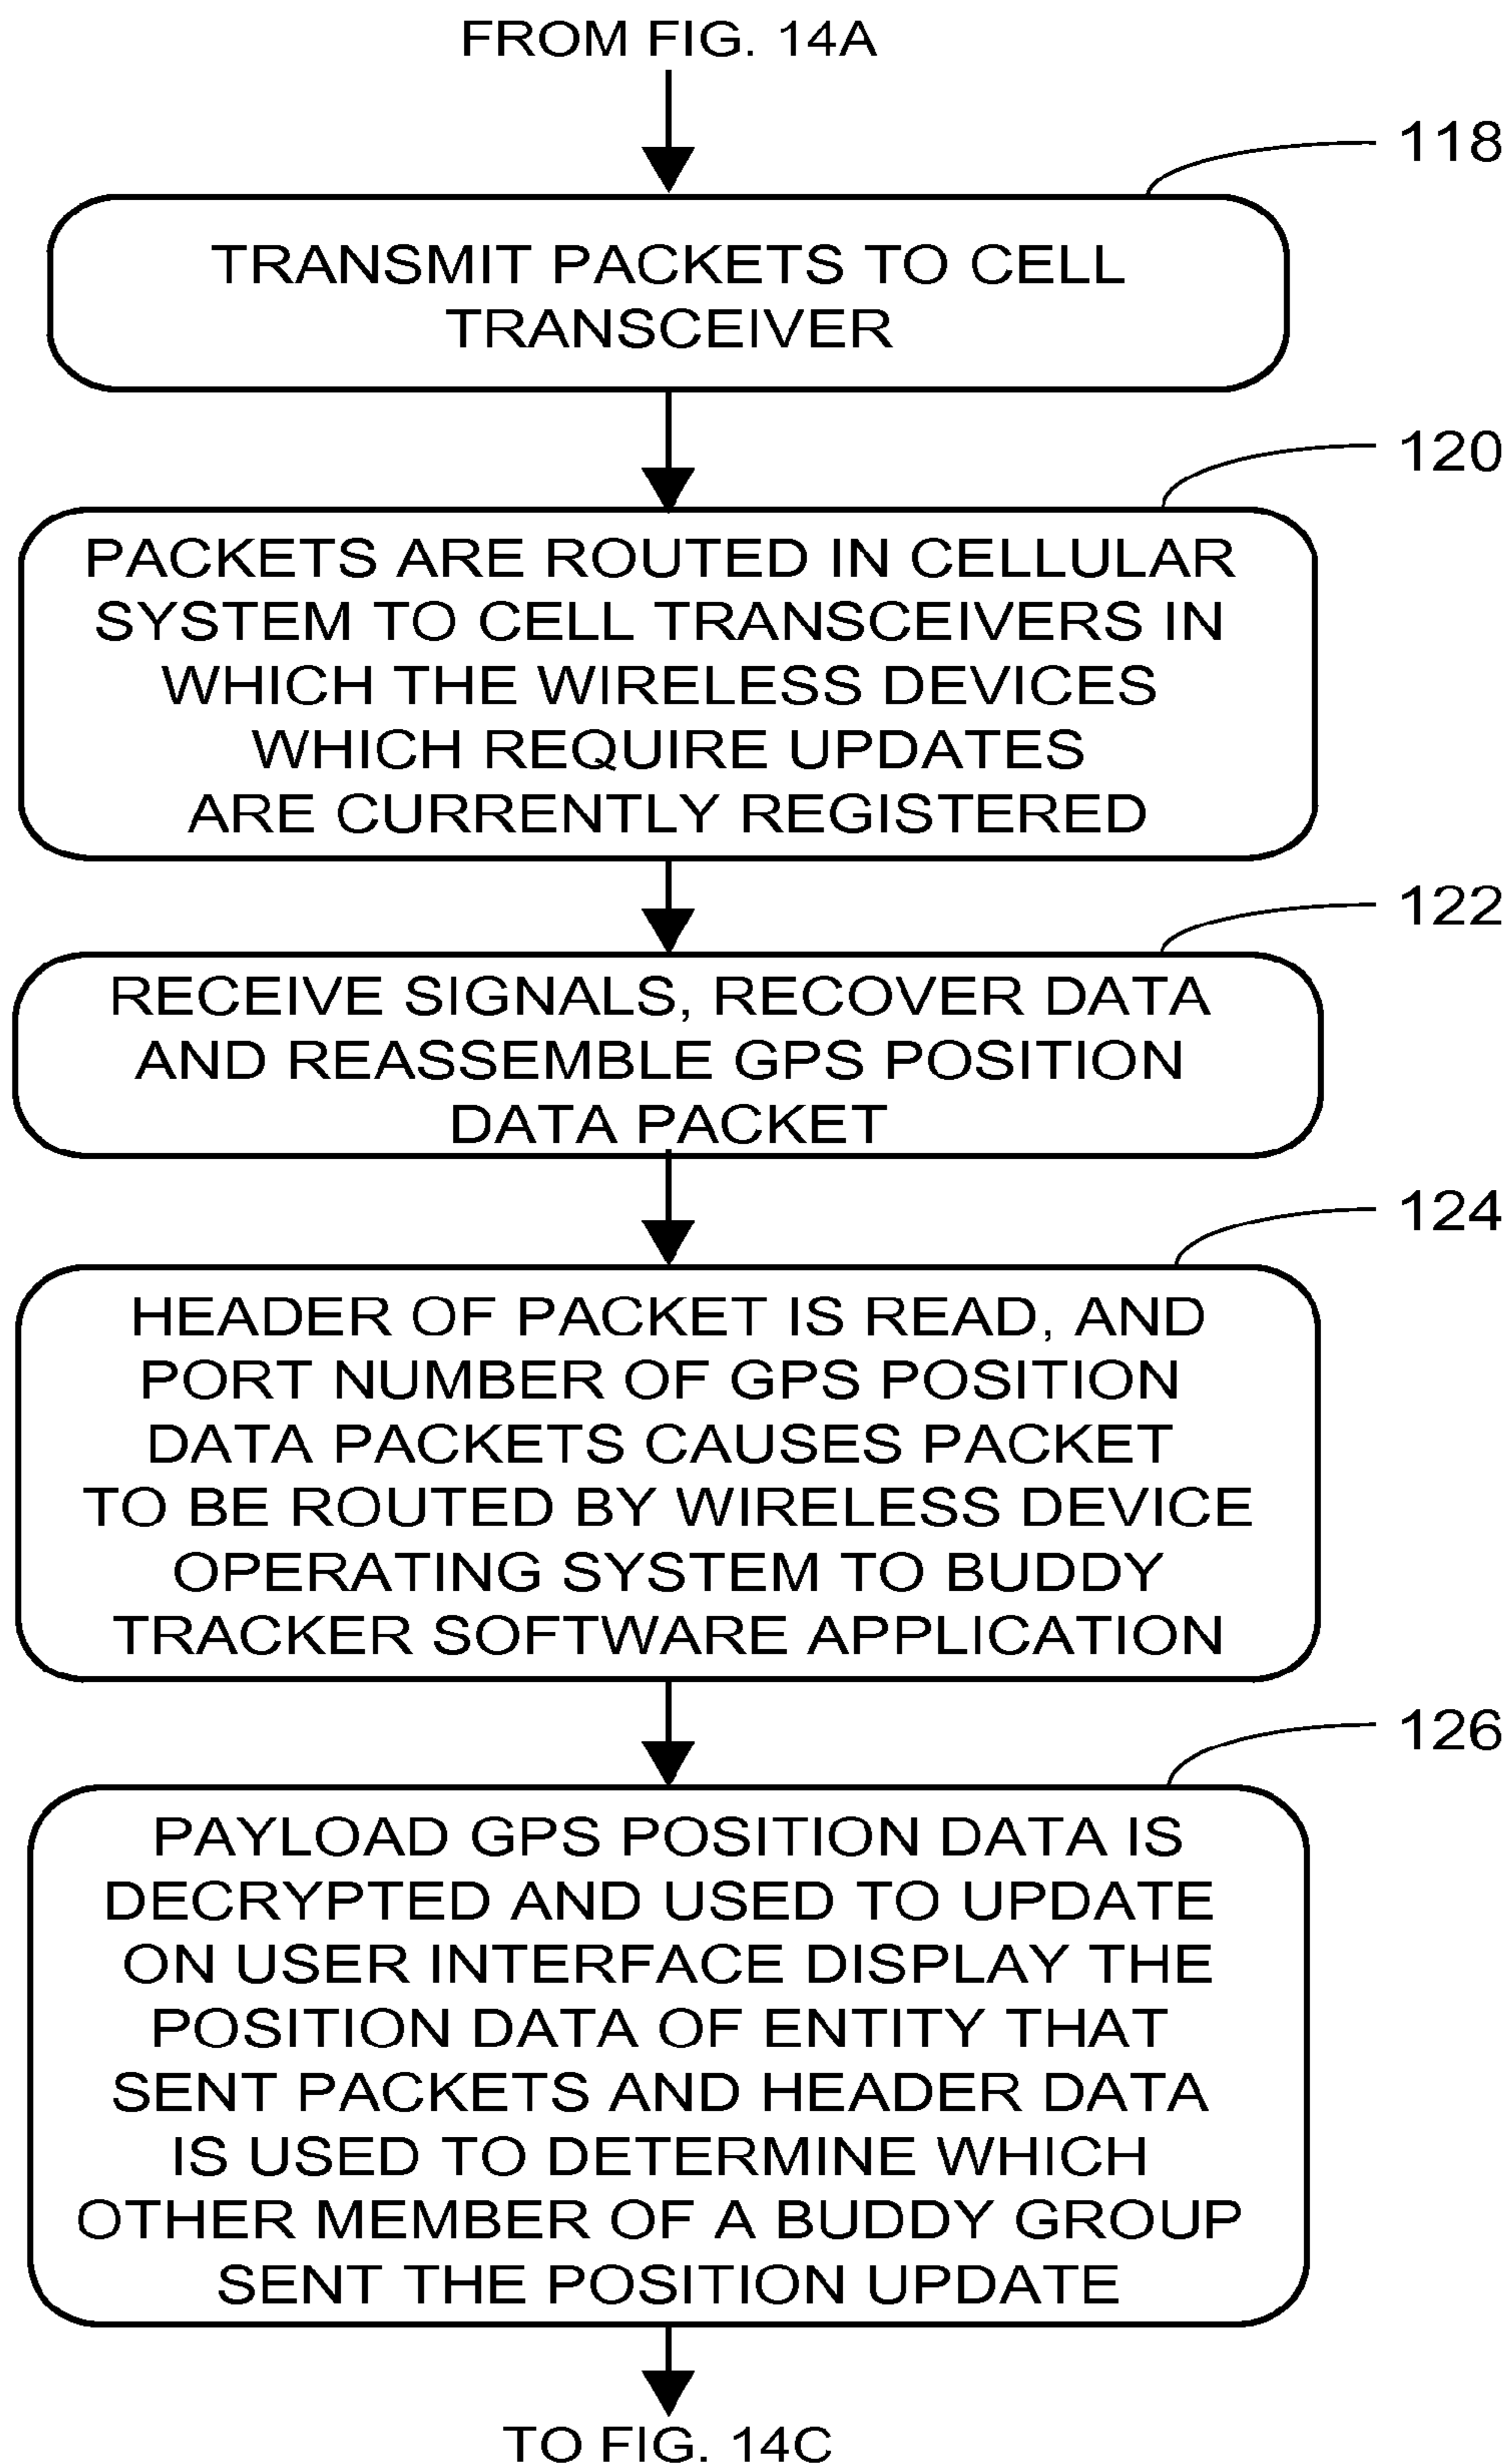 FROM FIG. 14A
118
TRANSMIT PACKETS TO CELL
TRANSCEIVER
120
PACKETS ARE ROUTED IN CELLULAR
SYSTEM TO CELL TRANSCEIVERS IN
WHICH THE WIRELESS DEVICES
WHICH REQUIRE UPDATES
ARE CURRENTLY REGISTERED
122
RECEIVE SIGNALS, RECOVER DATA
AND REASSEMBLE GPS POSITION
DATA PACKET
124
HEADER OF PACKET IS READ, AND
PORT NUMBER OF GPS POSITION
DATA PACKETS CAUSES PACKET
TO BE ROUTED BY WIRELESS DEVICE
OPERATING SYSTEM TO BUDDY
TRACKER SOFTWARE APPLICATION
126
PAYLOAD GPS POSITION DATA IS
DECRYPTED AND USED TO UPDATE
ON USER INTERFACE DISPLAY THE
POSITION DATA OF ENTITY THAT
SENT PACKETS AND HEADER DATA
IS USED TO DETERMINE WHICH
OTHER MEMBER OF A BUDDY GROUP
SENT THE POSITION UPDATE
TO FIG. 14C